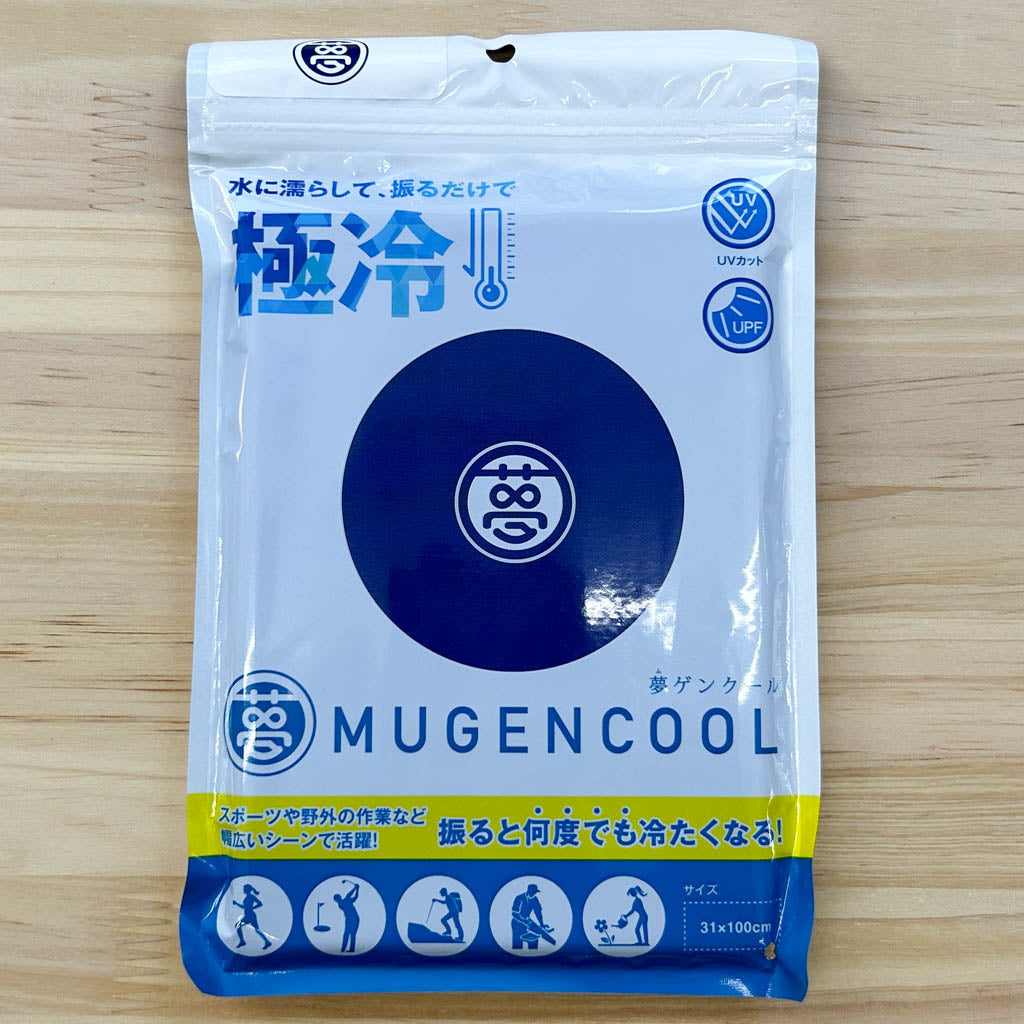 水に濡らして、振るだけで
極冷
UV
UVカット
UPF
夢
夢ゲンクール
夢 MUGENCOOL
スポーツや野外の作業など
幅広いシーンで活躍!
振ると何度でも冷たくなる!
サイズ
31×100cm